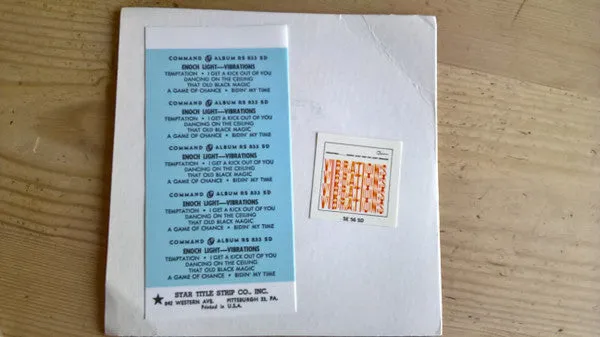 COMMAND ALBUM RS 833 SD
ENOCH LIGHT—VIBRATIONS
TEMPTATION • I GET A KICK OUT OF YOU
DANCING ON THE CEILING
THAT OLD BLACK MAGIC
A GAME OF CHANCE • BIDIN' MY TIME
COMMAND ALBUM RS 833 SD
ENOCH LIGHT—VIBRATIONS
TEMPTATION • I GET A KICK OUT OF YOU
DANCING ON THE CEILING
THAT OLD BLACK MAGIC
A GAME OF CHANCE • BIDIN' MY TIME
COMMAND ALBUM RS 833 SD
ENOCH LIGHT—VIBRATIONS
TEMPTATION • I GET A KICK OUT OF YOU
DANCING ON THE CEILING
THAT OLD BLACK MAGIC
A GAME OF CHANCE • BIDIN' MY TIME
COMMAND ALBUM RS 833 SD
ENOCH LIGHT—VIBRATIONS
TEMPTATION • I GET A KICK OUT OF YOU
DANCING ON THE CEILING
THAT OLD BLACK MAGIC
A GAME OF CHANCE • BIDIN' MY TIME
COMMAND ALBUM RS 833 SD
ENOCH LIGHT—VIBRATIONS
TEMPTATION • I GET A KICK OUT OF YOU
DANCING ON THE CEILING
THAT OLD BLACK MAGIC
A GAME OF CHANCE • BIDIN' MY TIME
STAR TITLE STRIP CO., INC.
WESTERN AVE. PITTSBURGH 33, PA.
Printed in U.S.A.
VIBRATIONS